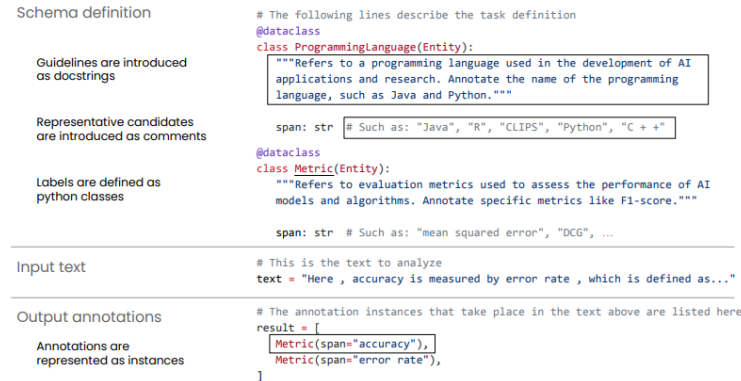 Schema definition
# The following lines describe the task definition
@dataclass
class ProgrammingLanguage(Entity):
Guidelines are introduced
as docstrings
"""Refers to a programming language used in the development of AI
applications and research. Annotate the name of the programming
language, such as Java and Python."""
Representative candidates
are introduced as comments
span: str # Such as: "Java", "R", "CLIPS", "Python", "C + +"
@dataclass
class Metric(Entity):
Labels are defined as
python classes
"""Refers to evaluation metrics used to assess the performance of AI
models and algorithms. Annotate specific metrics like F1-score."""
span: str # Such as: "mean squared error", "DCG", ...
Input text
# This is the text to analyze
text = "Here , accuracy is measured by error rate , which is defined as..."
Output annotations
# The annotation instances that take place in the text above are listed here
result = [
Annotations are
represented as instances
Metric(span="accuracy"),
Metric(span="error rate"),
]